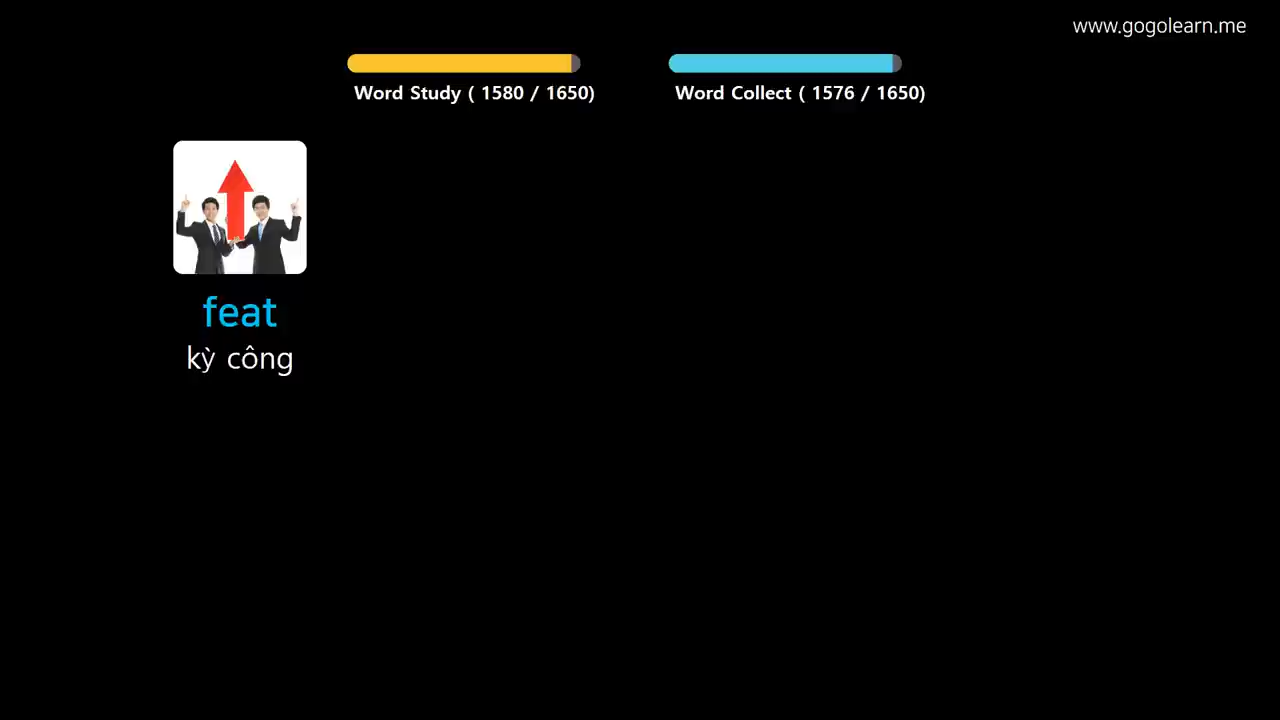 www.gogolearn.me
Word Study ( 1580 / 1650)
Word Collect ( 1576 / 1650)
feat
kỳ công